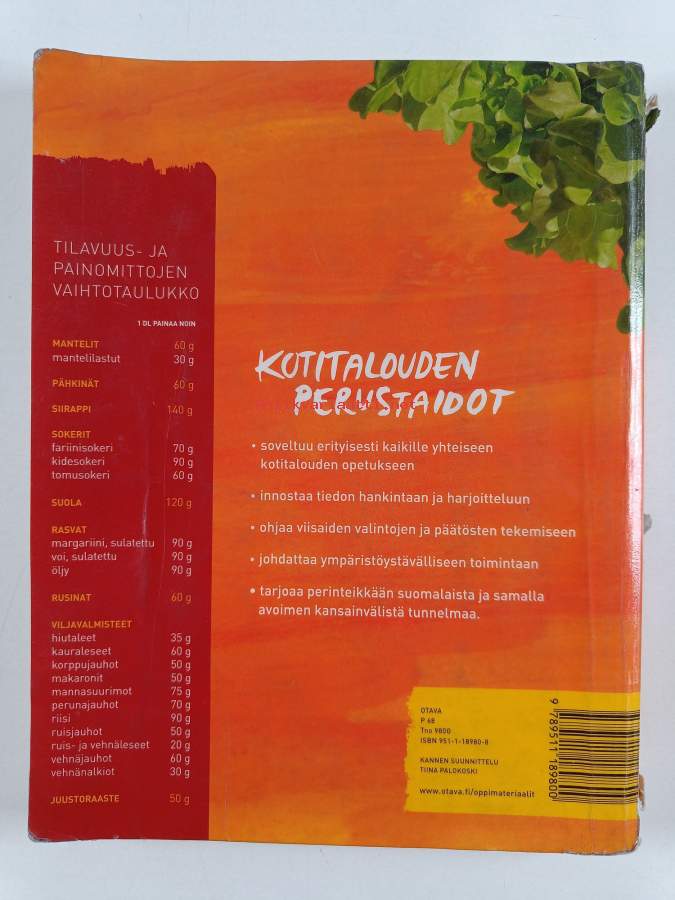 TILAVUUS- JA
PAINOMITTOJEN
VAIHTOTAULUKKO
1 DL PAINAA NOIN
MANTELIT 60 g
mantelilastut 30 g
PÄHKINÄT 60 g
SIIRAPPI 140 g
SOKERIT
fariinisokeri 70 g
kidesokeri 90 g
tomusokeri 60 g
SUOLA 120 g
RASVAT
margariini, sulatettu 90 g
voi, sulatettu 90 g
öljy 90 g
RUSINAT 60 g
VILJAVALMISTEET
hiutaleet 35 g
kauraleseet 60 g
korppujauhot 50 g
makaronit 50 g
mannasuurimot 75 g
perunajauhot 70 g
riisi 90 g
ruisjauhot 50 g
ruis- ja vehnäleseet 20 g
vehnäjauhot 60 g
vehnänalkiot 30 g
JUUSTORAASTE 50 g
KOTITALOUDEN
PERUSTAIDOT
• soveltuu erityisesti kaikille yhteiseen
kotitalouden opetukseen
• innostaa tiedon hankintaan ja harjoitteluun
• ohjaa viisaiden valintojen ja päätösten tekemiseen
• johdattaa ympäristöystävälliseen toimintaan
• tarjoaa perinteikkään suomalaista ja samalla
avoimen kansainvälistä tunnelmaa.
OTAVA
P 68
Tno 9800
ISBN 951-1-18980-8
KANNEN SUUNNITTELU
TIINA PALOKOSKI
www.otava.fi/oppimateriaalit
9 789511 189800